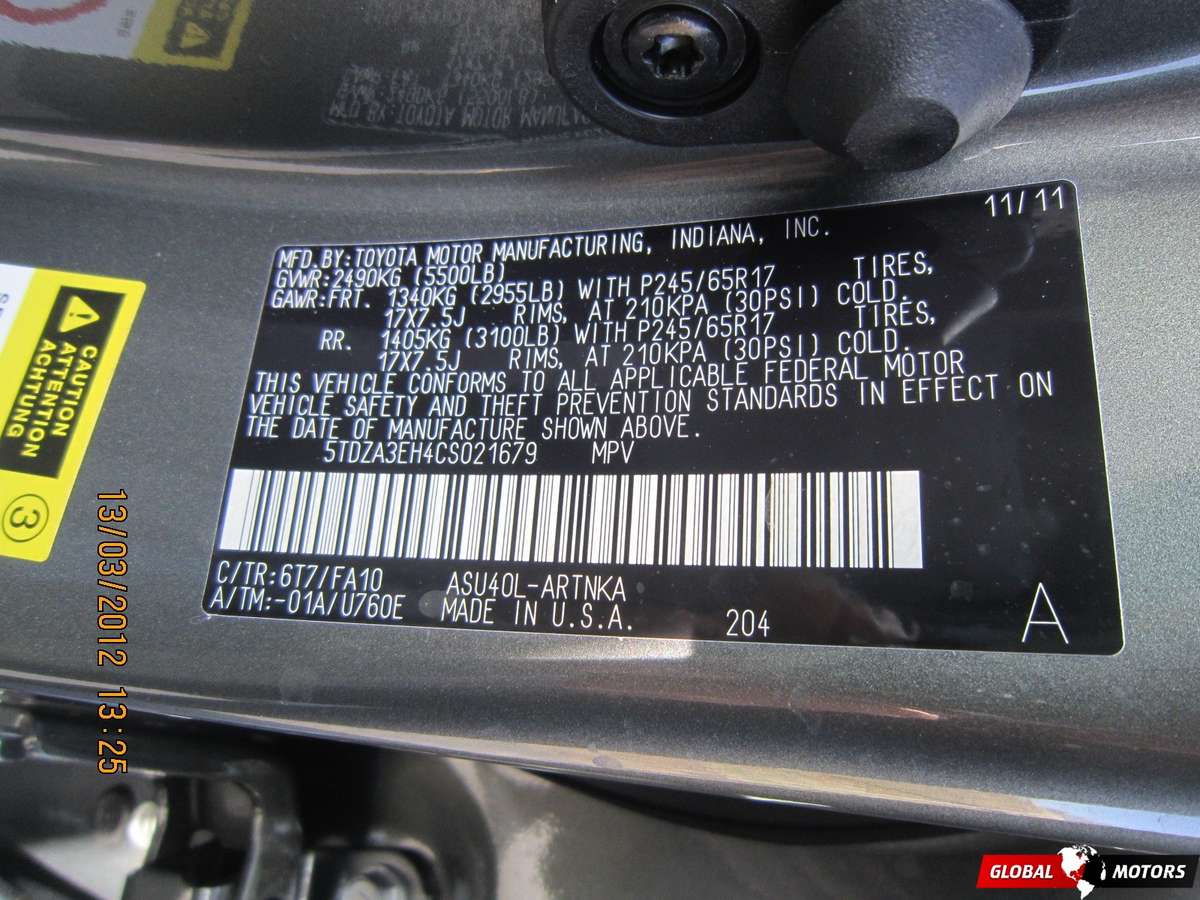 11/11
MFD.BY:TOYOTA MOTOR MANUFACTURING, INDIANA, INC.
GVWR:2490KG (5500LB)
GAWR:FRT. 1340KG (2955LB) WITH P245/65R17 TIRES,
17X7.5J RIMS, AT 210KPA (30PSI) COLD.
RR. 1405KG (3100LB) WITH P245/65R17 TIRES,
17X7.5J RIMS, AT 210KPA (30PSI) COLD.
THIS VEHICLE CONFORMS TO ALL APPLICABLE FEDERAL MOTOR
VEHICLE SAFETY AND THEFT PREVENTION STANDARDS IN EFFECT ON
THE DATE OF MANUFACTURE SHOWN ABOVE.
5TDZA3EH4CS021679 MPV
C/TR:6T7/FA10 ASU40L-ARTNKA
A/TM:-01A/U760E MADE IN U.S.A. 204 A
CAUTION
ATTENTION
ACHTUNG
3
13/03/2012 13:25
GLOBAL MOTORS